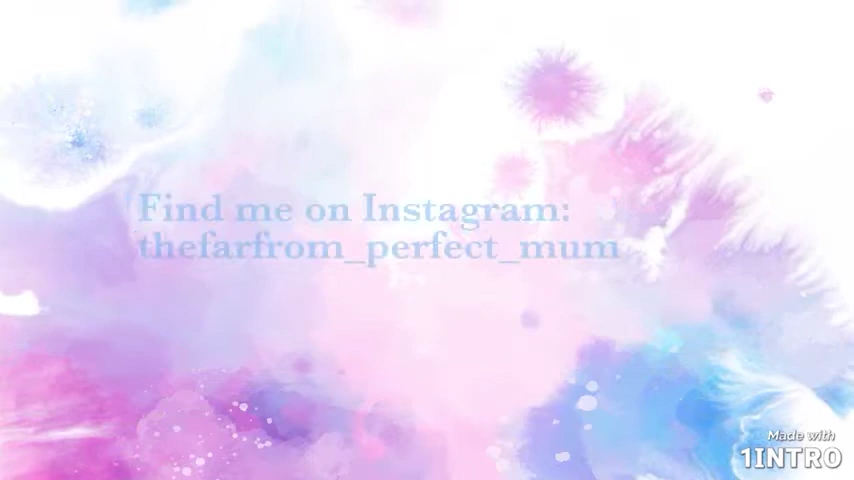 Find me on Instagram:
thefarfrom_perfect_mum
Made with
1INTRO